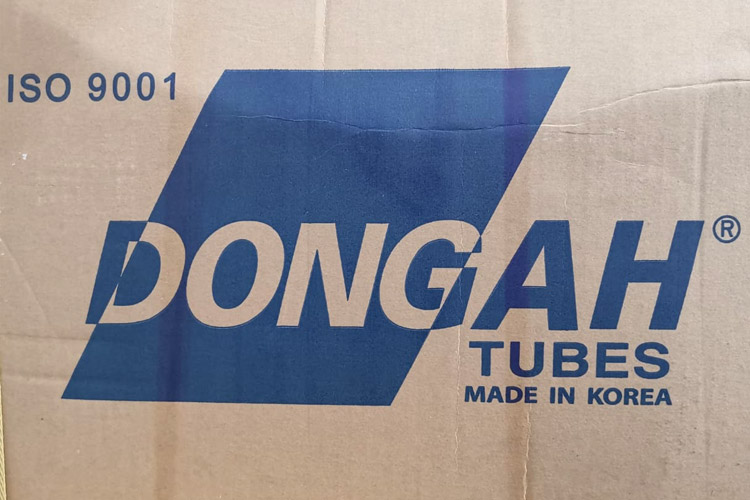 ISO 9001
DONGAH®
TUBES
MADE IN KOREA